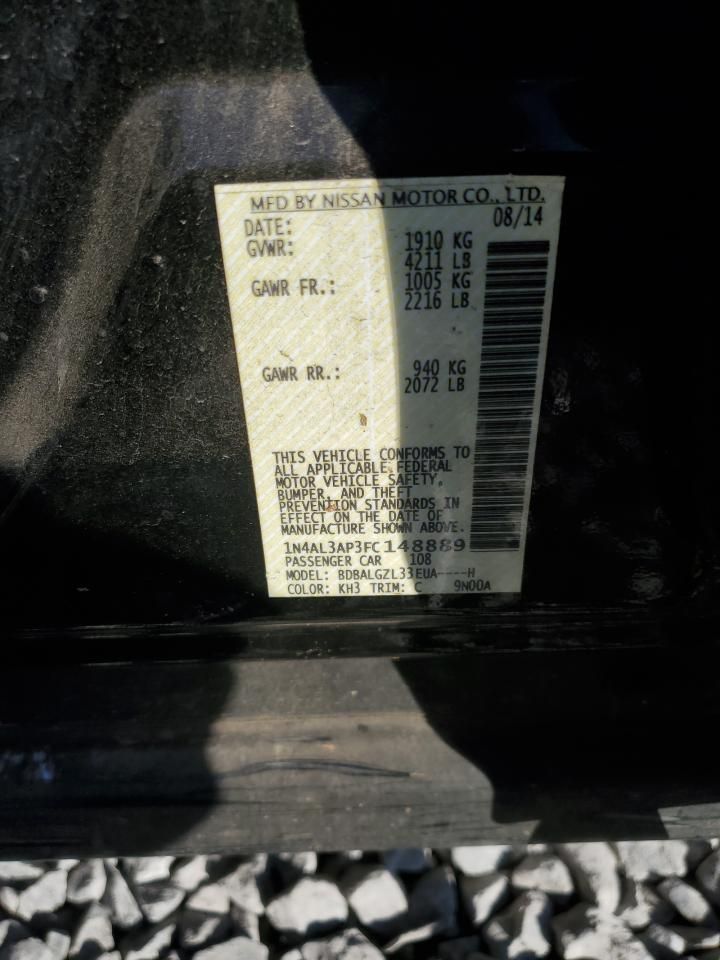 MFD BY NISSAN MOTOR CO., LTD.
DATE: 08/14
GVWR: 1910 KG
4211 LB
GAWR FR.: 1005 KG
2216 LB
GAWR RR.: 940 KG
2072 LB
THIS VEHICLE CONFORMS TO
ALL APPLICABLE FEDERAL
MOTOR VEHICLE SAFETY,
BUMPER, AND THEFT
PREVENTION STANDARDS IN
EFFECT ON THE DATE OF
MANUFACTURE SHOWN ABOVE.
1N4AL3AP3FC148889
PASSENGER CAR 108
MODEL: BDBALGZL33EUA----H
COLOR: KH3 TRIM: C 9N00A